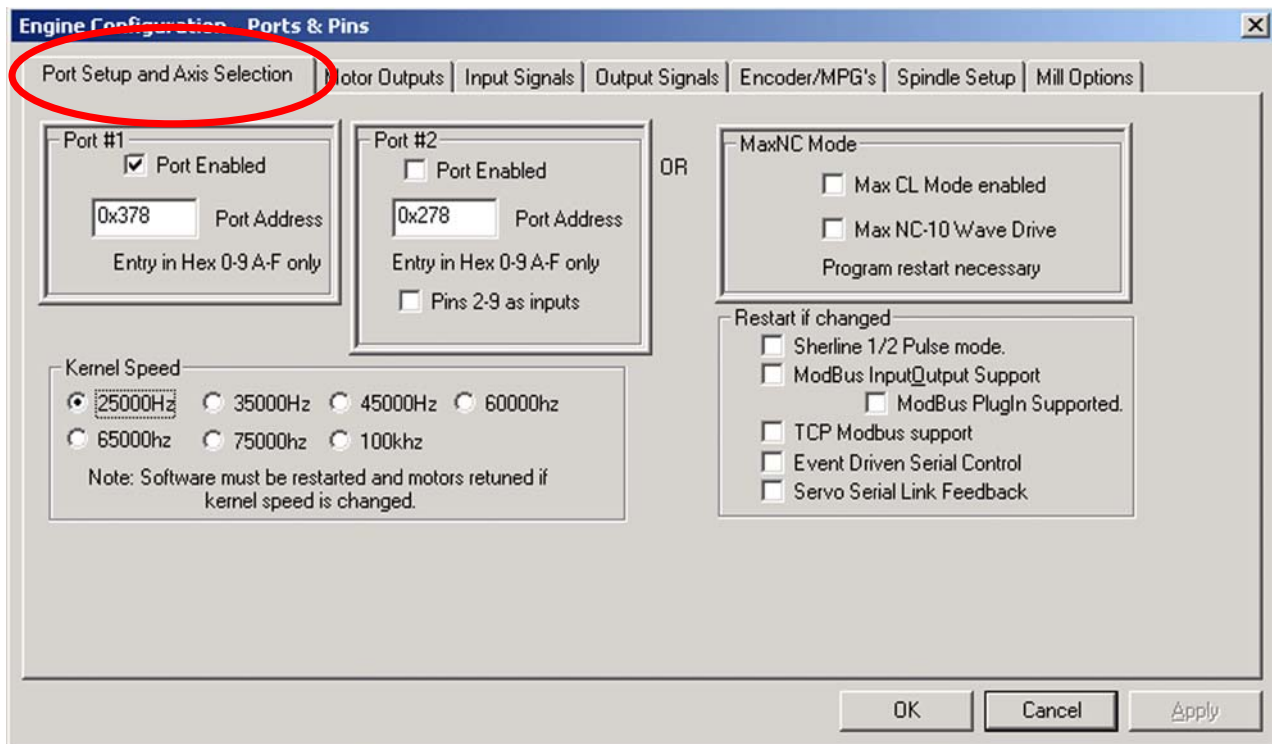 Engine Configuration - Ports & Pins
Port Setup and Axis Selection Motor Outputs Input Signals Output Signals Encoder/MPG's Spindle Setup Mill Options
Port #1
Port Enabled
0x378 Port Address
Entry in Hex 0-9 A-F only
Port #2
Port Enabled
0x278 Port Address
Entry in Hex 0-9 A-F only
Pins 2-9 as inputs
OR
MaxNC Mode
Max CL Mode enabled
Max NC-10 Wave Drive
Program restart necessary
Restart if changed
Sherline 1/2 Pulse mode.
ModBus InputOutput Support
ModBus PlugIn Supported.
TCP Modbus support
Event Driven Serial Control
Servo Serial Link Feedback
Kernel Speed
25000Hz 35000Hz 45000Hz 60000hz
65000hz 75000hz 100khz
Note: Software must be restarted and motors retuned if
kernel speed is changed.
OK Cancel Apply